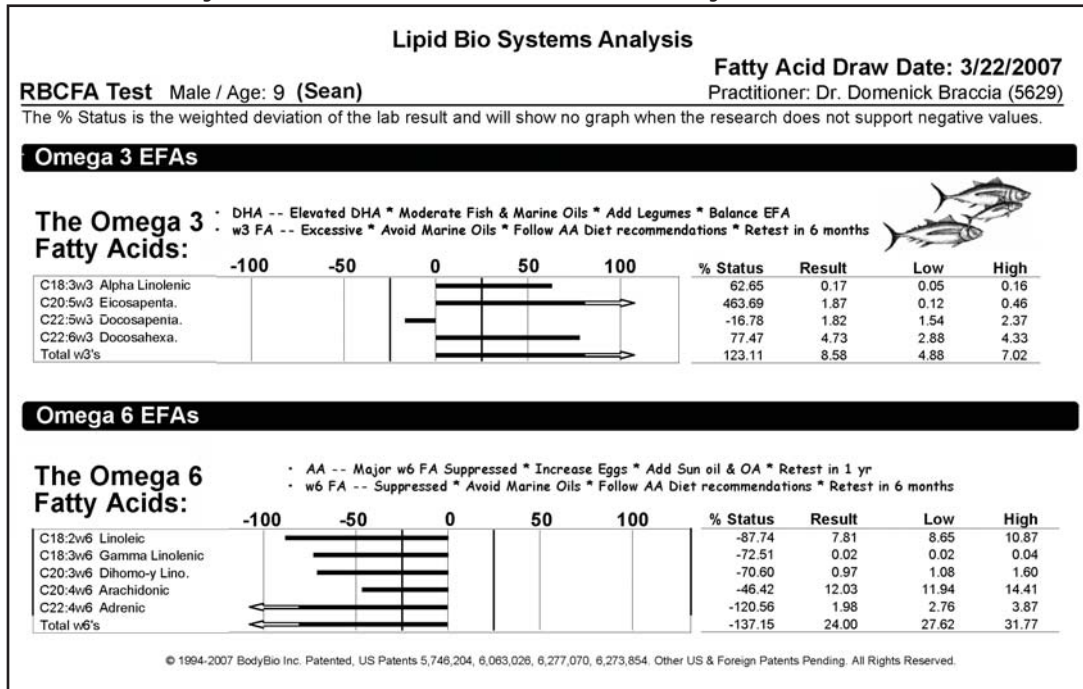 Lipid Bio Systems Analysis
Fatty Acid Draw Date: 3/22/2007
RBCFA Test Male / Age: 9 (Sean)
Practitioner: Dr. Domenick Braccia (5629)
The % Status is the weighted deviation of the lab result and will show no graph when the research does not support negative values.
Omega 3 EFAs
The Omega 3
Fatty Acids:
· DHA -- Elevated DHA * Moderate Fish & Marine Oils * Add Legumes * Balance EFA
· w3 FA -- Excessive * Avoid Marine Oils * Follow AA Diet recommendations * Retest in 6 months
-100 -50 0 50 100 % Status Result Low High
C18:3w3 Alpha Linolenic 62.65 0.17 0.05 0.16
C20:5w3 Eicosapenta. 463.69 1.87 0.12 0.46
C22:5w3 Docosapenta. -16.78 1.82 1.54 2.37
C22:6w3 Docosahexa. 77.47 4.73 2.88 4.33
Total w3's 123.11 8.58 4.88 7.02
Omega 6 EFAs
The Omega 6
Fatty Acids:
· AA -- Major w6 FA Suppressed * Increase Eggs * Add Sun oil & OA * Retest in 1 yr
· w6 FA -- Suppressed * Avoid Marine Oils * Follow AA Diet recommendations * Retest in 6 months
-100 -50 0 50 100 % Status Result Low High
C18:2w6 Linoleic -87.74 7.81 8.65 10.87
C18:3w6 Gamma Linolenic -72.51 0.02 0.02 0.04
C20:3w6 Dihomo-y Lino. -70.60 0.97 1.08 1.60
C20:4w6 Arachidonic -46.42 12.03 11.94 14.41
C22:4w6 Adrenic -120.56 1.98 2.76 3.87
Total w6's -137.15 24.00 27.62 31.77
© 1994-2007 BodyBio Inc. Patented, US Patents 5,746,204, 6,063,026, 6,277,070, 6,273,854. Other US & Foreign Patents Pending. All Rights Reserved.